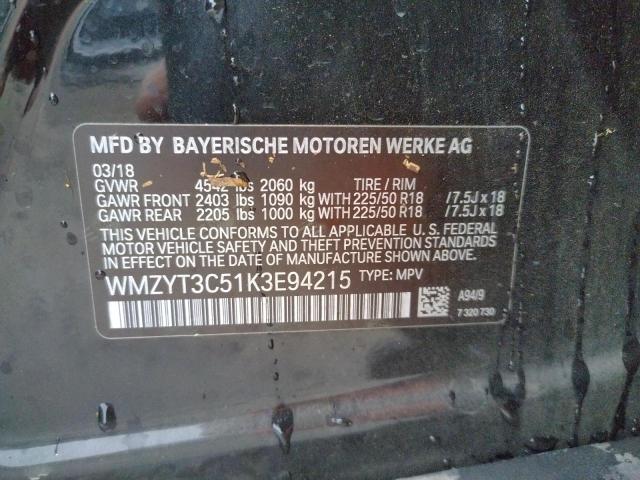 MFD BY BAYERISCHE MOTOREN WERKE AG
03/18
GVWR 4542 lbs 2060 kg TIRE / RIM
GAWR FRONT 2403 lbs 1090 kg WITH 225/50 R18 /7.5J x 18
GAWR REAR 2205 lbs 1000 kg WITH 225/50 R18 /7.5J x 18
THIS VEHICLE CONFORMS TO ALL APPLICABLE U. S. FEDERAL
MOTOR VEHICLE SAFETY AND THEFT PREVENTION STANDARDS
IN EFFECT ON THE DATE OF MANUFACTURE SHOWN ABOVE.
WMZYT3C51K3E94215 TYPE: MPV
A94/9
7 320 730